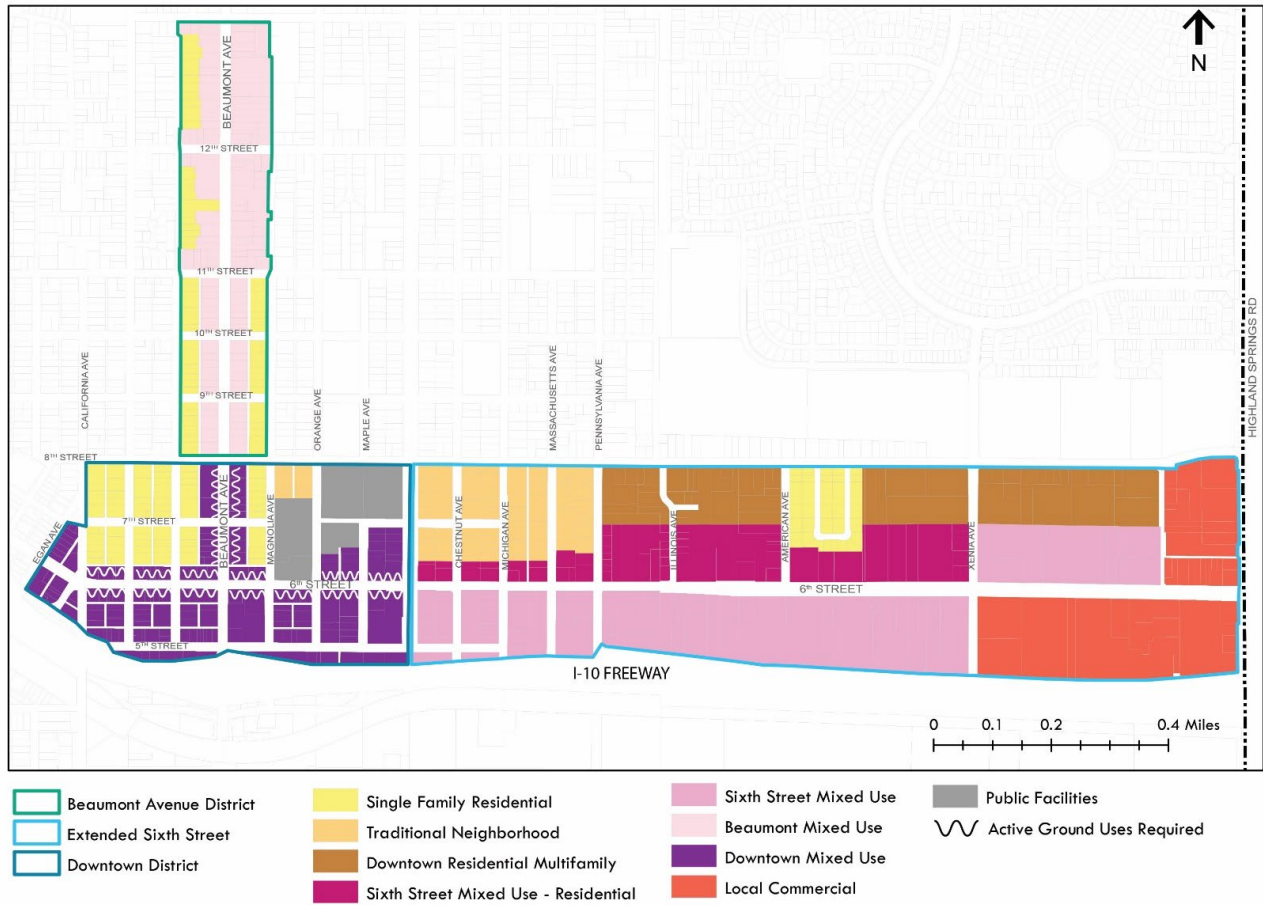 N
BEAUMONT AVE
12TH STREET
11TH STREET
10TH STREET
9TH STREET
CALIFORNIA AVE
ORANGE AVE
MAPLE AVE
MASSACHUSETTS AVE
PENNSYLVANIA AVE
HIGHLAND SPRINGS RD
8TH STREET
7TH STREET
EGAN AVE
BEAUMONT AVE
MAGNOLIA AVE
CHESTNUT AVE
MICHIGAN AVE
ILLINOIS AVE
AMERICAN AVE
XENIA AVE
6th STREET
6th STREET
5TH STREET
I-10 FREEWAY
0 0.1 0.2 0.4 Miles
Beaumont Avenue District
Extended Sixth Street
Downtown District
Single Family Residential
Traditional Neighborhood
Downtown Residential Multifamily
Sixth Street Mixed Use - Residential
Sixth Street Mixed Use
Beaumont Mixed Use
Downtown Mixed Use
Local Commercial
Public Facilities
Active Ground Uses Required